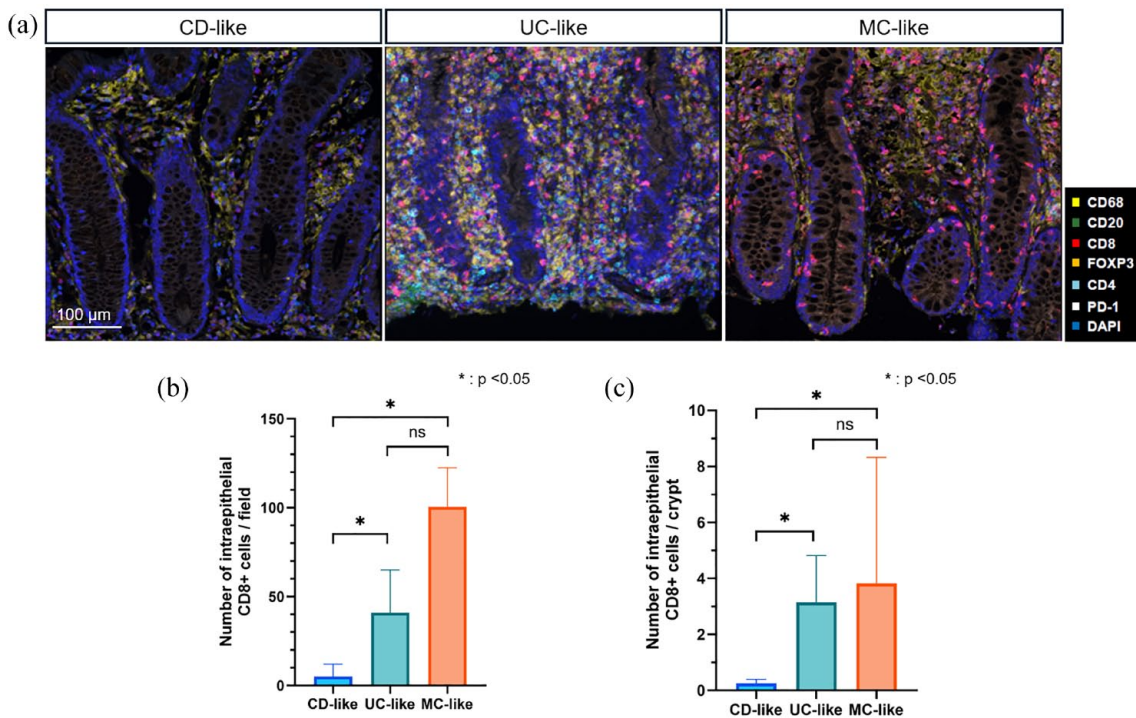 (a)
CD-like
UC-like
MC-like
100 µm
CD68
CD20
CD8
FOXP3
CD4
PD-1
DAPI
(b)
* : p <0.05
Number of intraepithelial
CD8+ cells / field
150
100
50
0
*
ns
*
CD-like
UC-like
MC-like
(c)
* : p <0.05
Number of intraepithelial
CD8+ cells / crypt
10
8
6
4
2
0
*
ns
*
CD-like
UC-like
MC-like